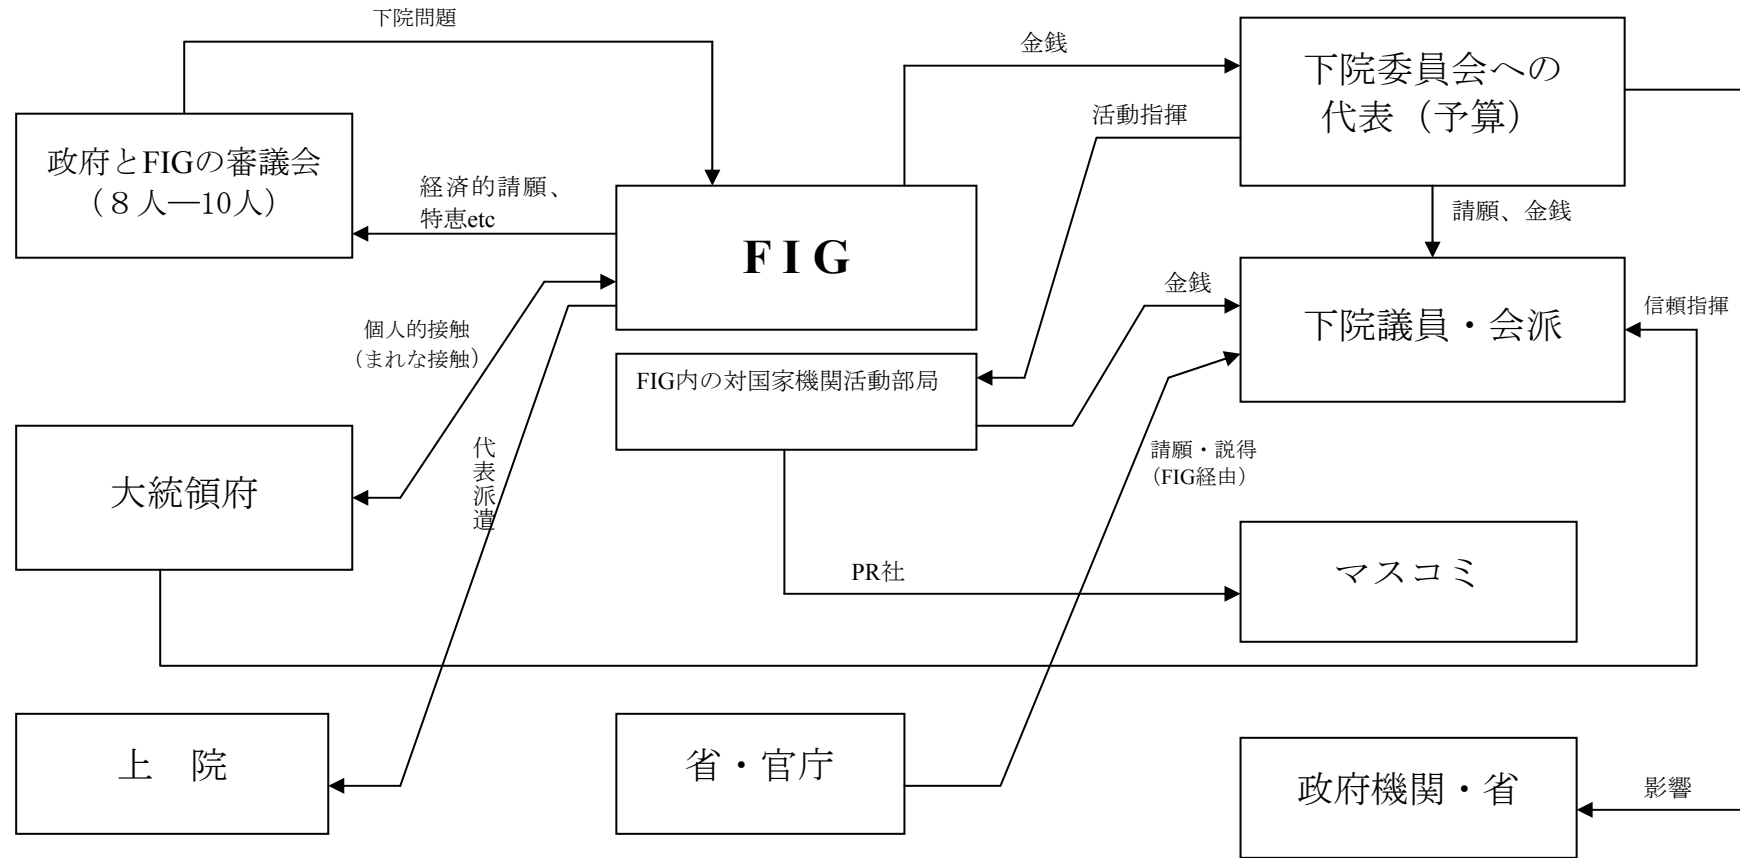 下院問題
金銭
下院委員会への
代表（予算）
活動指揮
政府とFIGの審議会
（８人―10人）
経済的請願、
特恵etc
FIG
請願、金銭
金銭
下院議員・会派
信頼指揮
個人的接触
（まれな接触）
FIG内の対国家機関活動部局
代表派遣
請願・説得
（FIG経由）
大統領府
PR社
マスコミ
上　院
省・官庁
政府機関・省
影響